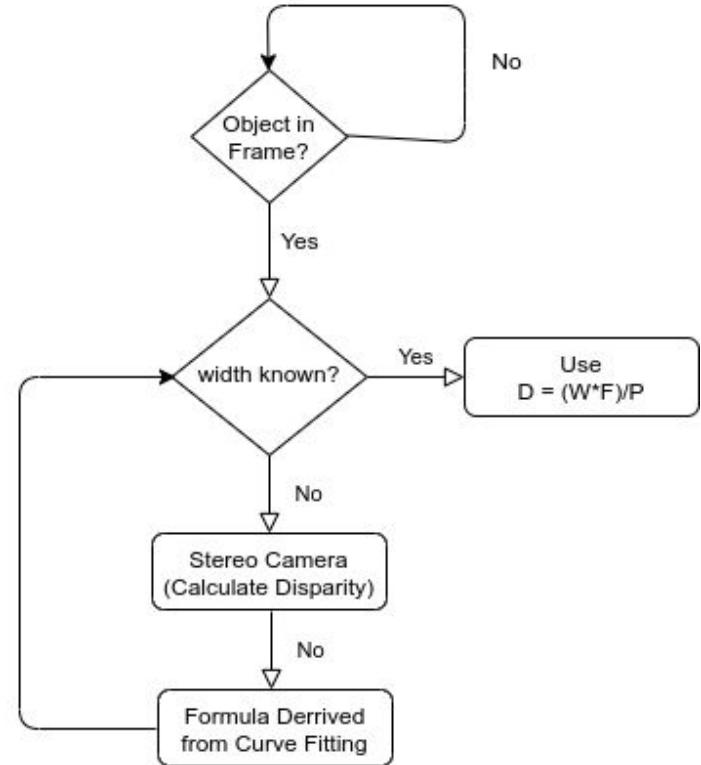 No
Object in
Frame?
Yes
width known?
Yes
Use
D = (W*F)/P
No
Stereo Camera
(Calculate Disparity)
No
Formula Derrived
from Curve Fitting